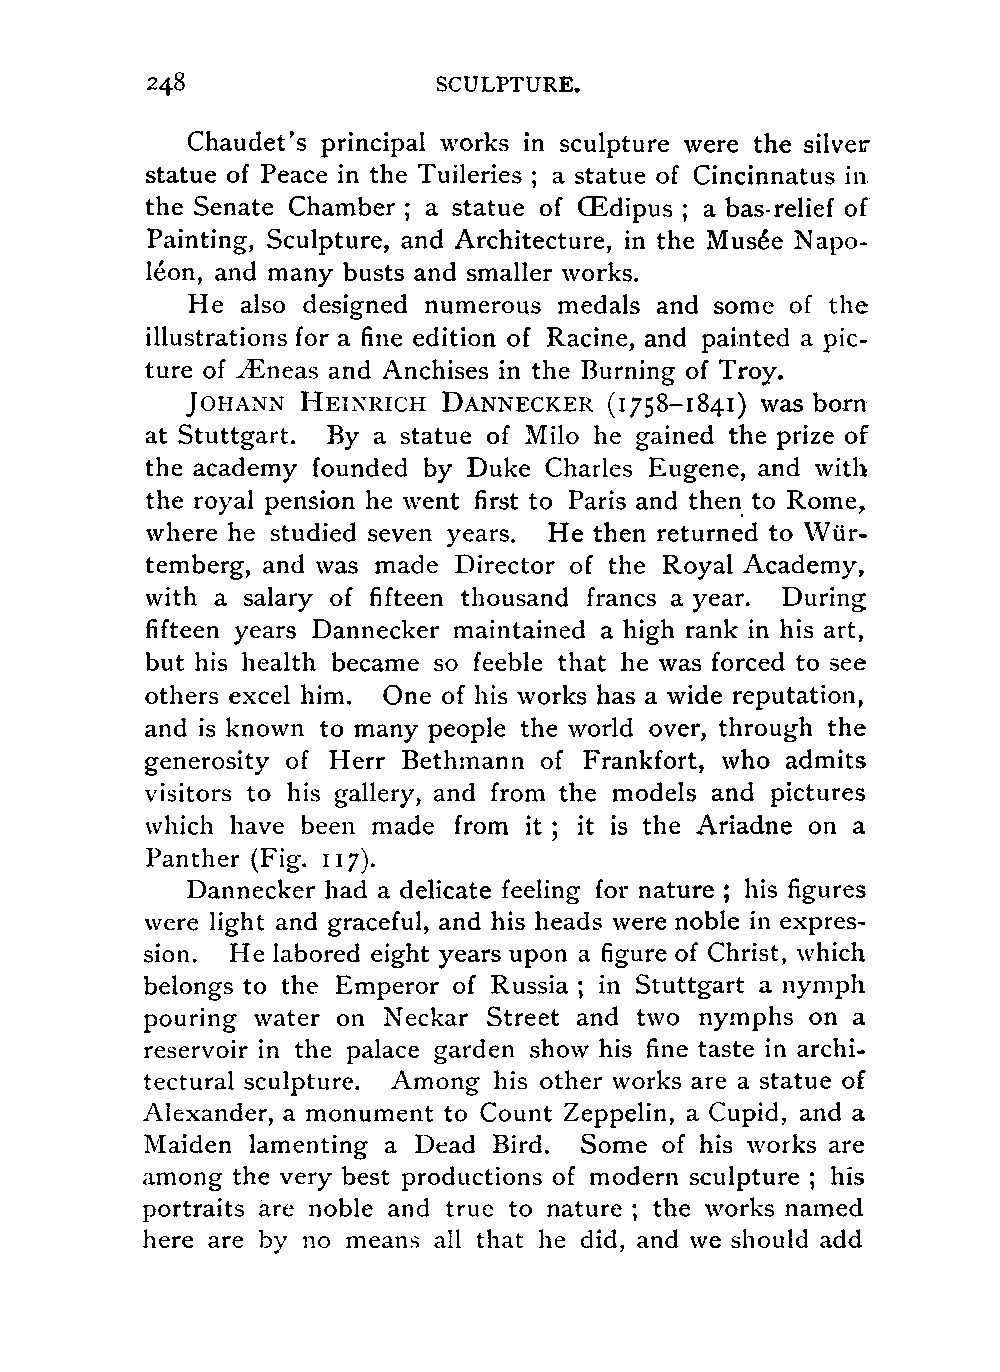 248 SCULPTURE.
Chaudet's principal works in sculpture were the silver
statue of Peace in the Tuileries ; a statue of Cincinnatus in
the Senate Chamber ; a statue of Œdipus ; a bas-relief of
Painting, Sculpture, and Architecture, in the Musée Napo-
léon, and many busts and smaller works.
He also designed numerous medals and some of the
illustrations for a fine edition of Racine, and painted a pic-
ture of Æneas and Anchises in the Burning of Troy.
JOHANN HEINRICH DANNECKER (1758–1841) was born
at Stuttgart. By a statue of Milo he gained the prize of
the academy founded by Duke Charles Eugene, and with
the royal pension he went first to Paris and then to Rome,
where he studied seven years. He then returned to Wür-
temberg, and was made Director of the Royal Academy,
with a salary of fifteen thousand francs a year. During
fifteen years Dannecker maintained a high rank in his art,
but his health became so feeble that he was forced to see
others excel him. One of his works has a wide reputation,
and is known to many people the world over, through the
generosity of Herr Bethmann of Frankfort, who admits
visitors to his gallery, and from the models and pictures
which have been made from it ; it is the Ariadne on a
Panther (Fig. 117).
Dannecker had a delicate feeling for nature ; his figures
were light and graceful, and his heads were noble in expres-
sion. He labored eight years upon a figure of Christ, which
belongs to the Emperor of Russia ; in Stuttgart a nymph
pouring water on Neckar Street and two nymphs on a
reservoir in the palace garden show his fine taste in archi-
tectural sculpture. Among his other works are a statue of
Alexander, a monument to Count Zeppelin, a Cupid, and a
Maiden lamenting a Dead Bird. Some of his works are
among the very best productions of modern sculpture ; his
portraits are noble and true to nature ; the works named
here are by no means all that he did, and we should add